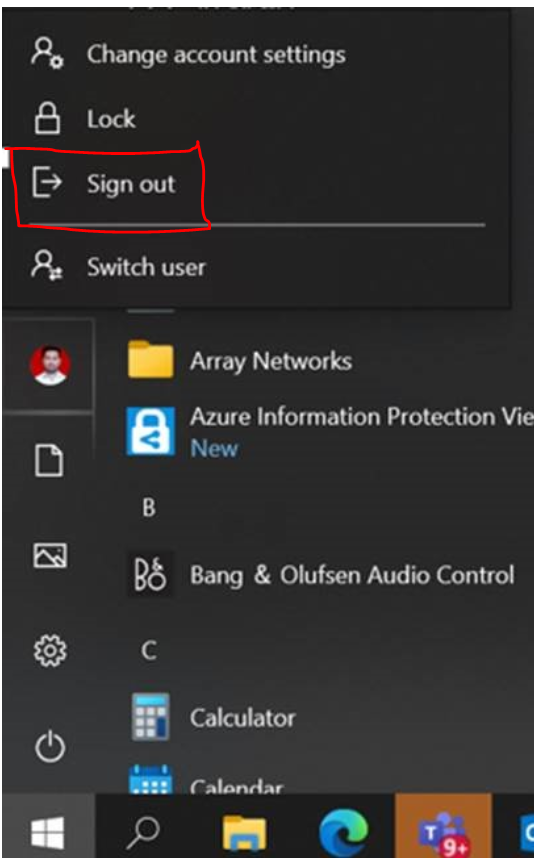 Change account settings
Lock
Sign out
Switch user
Array Networks
Azure Information Protection Vie
New
B
Bang & Olufsen Audio Control
C
Calculator
Calendar
T
9+